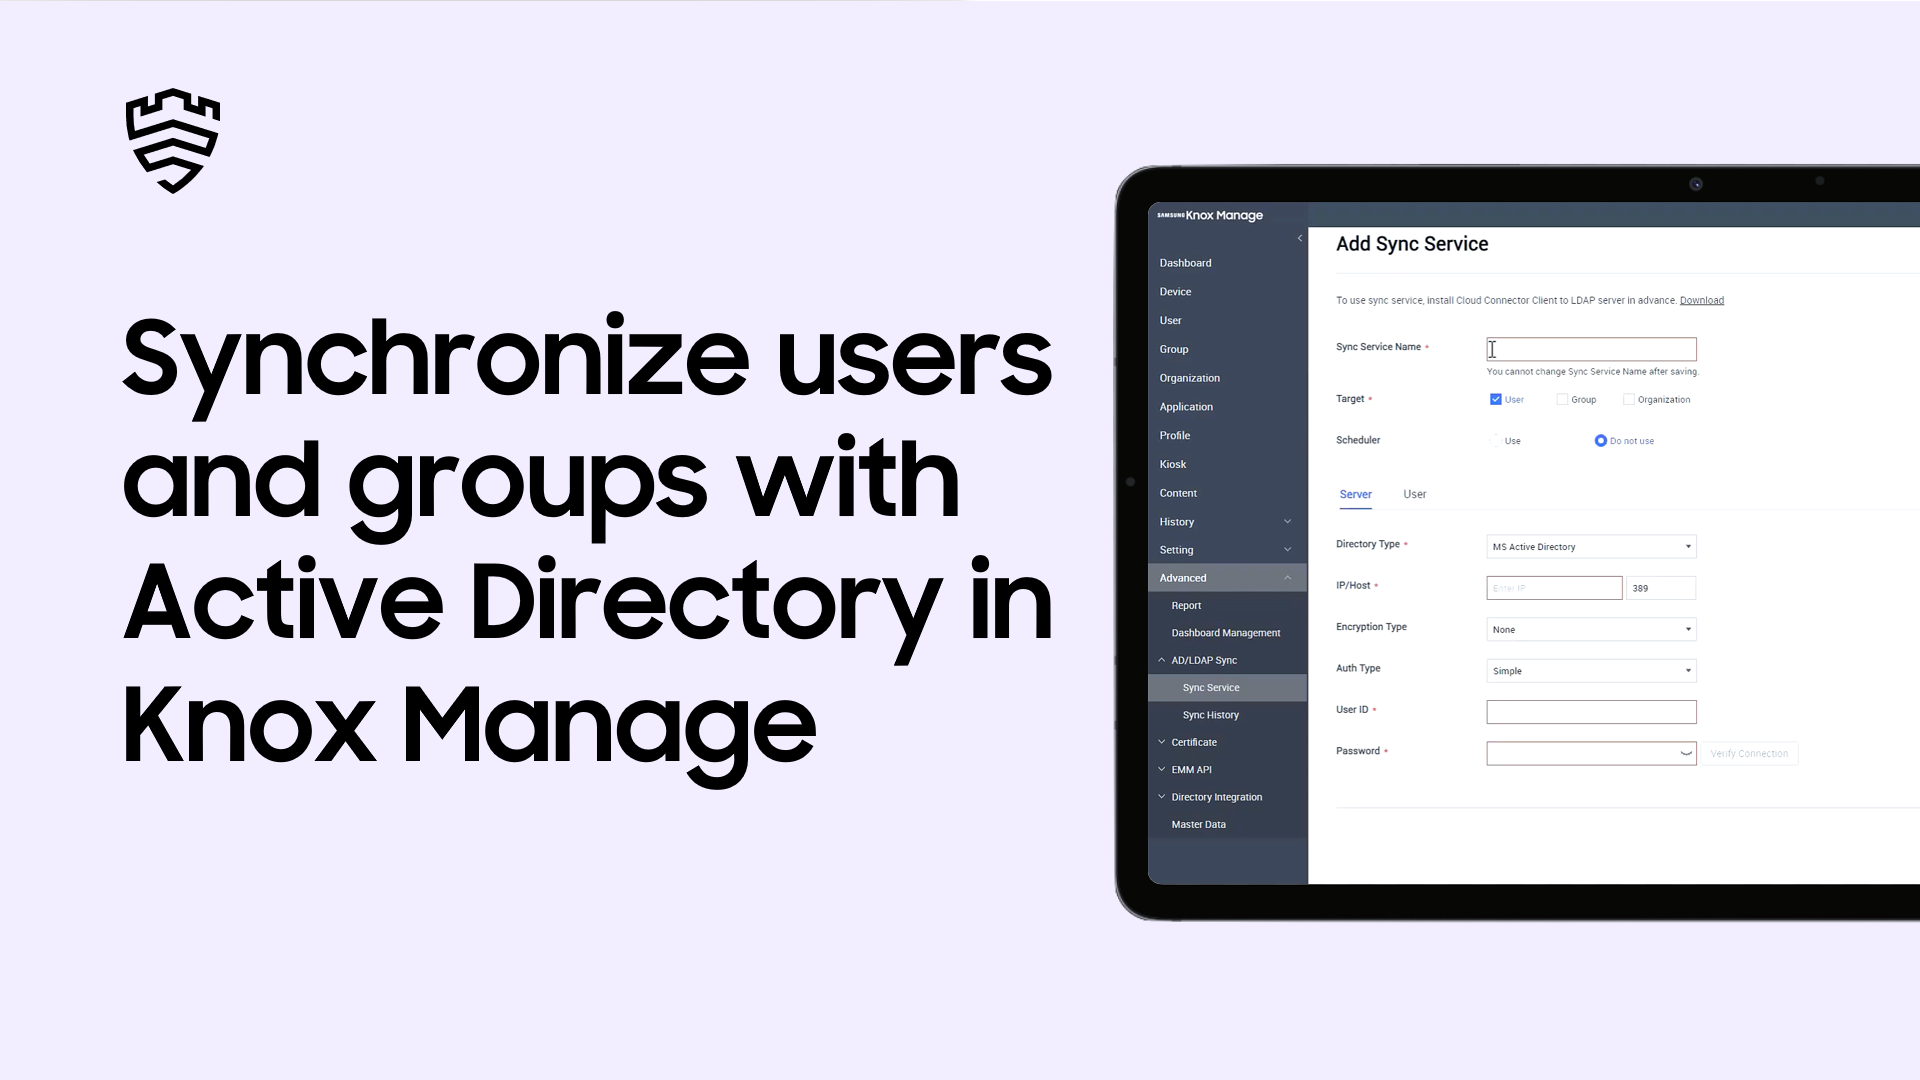 Synchronize users
and groups with
Active Directory in
Knox Manage
SAMSUNG Knox Manage
Dashboard
Device
User
Group
Organization
Application
Profile
Kiosk
Content
History
Setting
Advanced
Report
Dashboard Management
AD/LDAP Sync
Sync Service
Sync History
Certificate
EMM API
Directory Integration
Master Data
Add Sync Service
To use sync service, install Cloud Connector Client to LDAP server in advance. Download
Sync Service Name *
You cannot change Sync Service Name after saving.
Target * User Group Organization
Scheduler Use Do not use
Server User
Directory Type * MS Active Directory
IP/Host * Enter IP 389
Encryption Type None
Auth Type Simple
User ID *
Password * Verify Connection